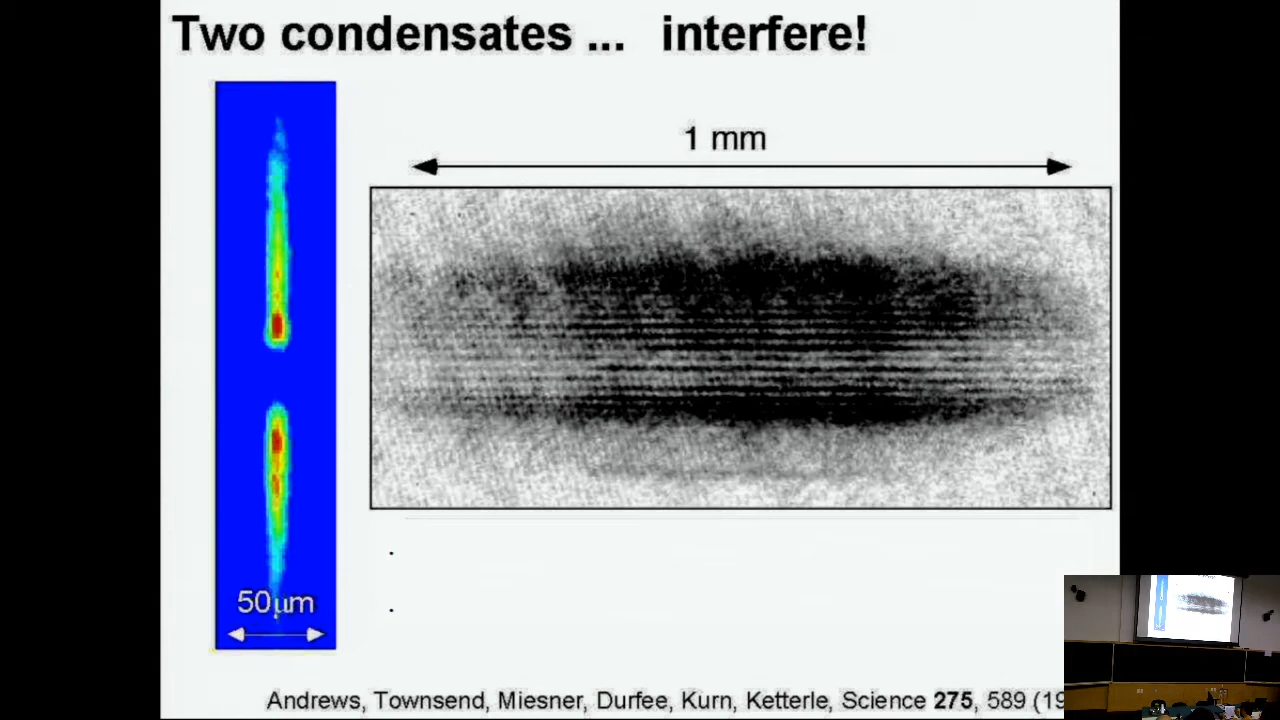 Two condensates ... interfere!
1 mm
50μm
Andrews, Townsend, Miesner, Durfee, Kurn, Ketterle, Science 275, 589 (19